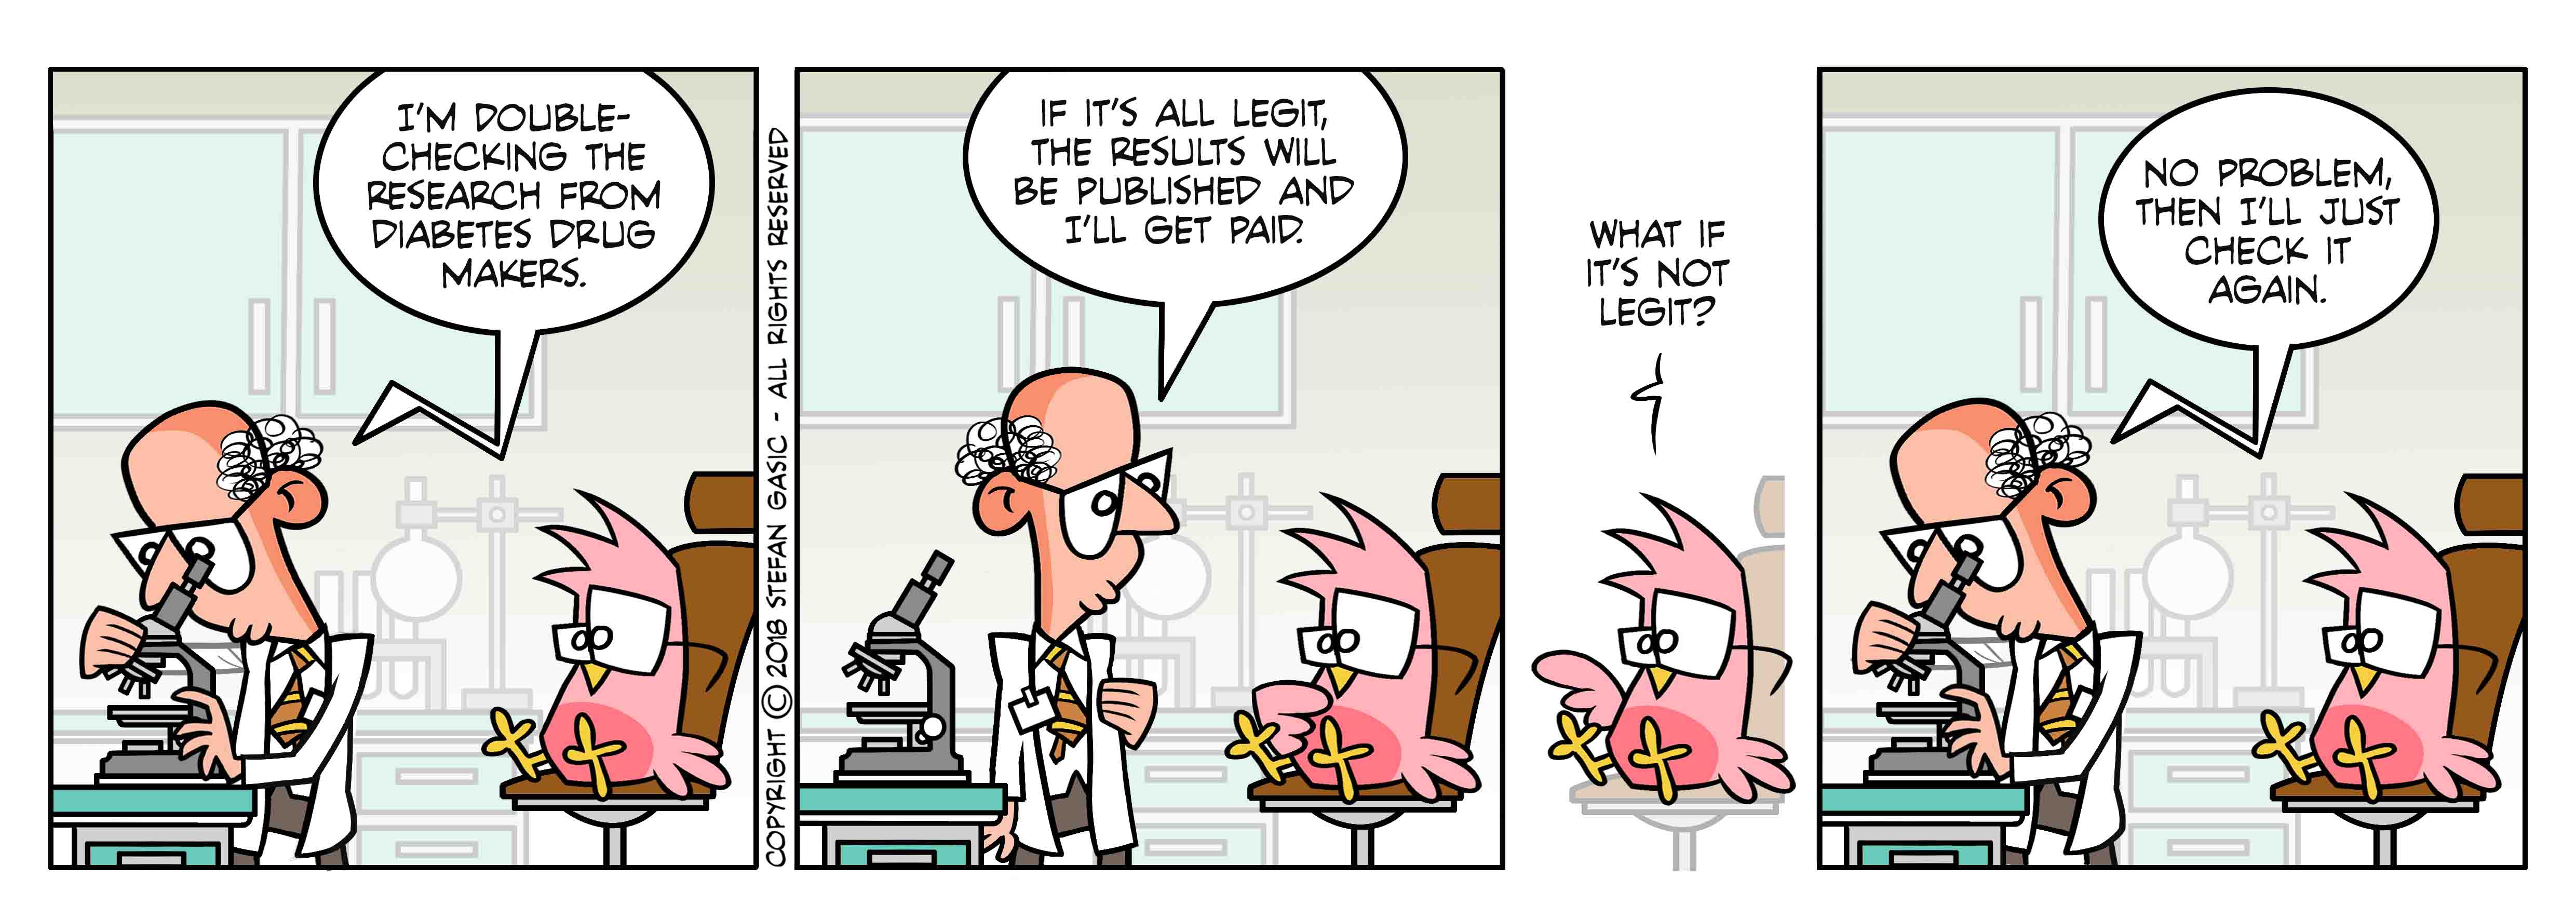 I'M DOUBLE-
CHECKING THE
RESEARCH FROM
DIABETES DRUG
MAKERS.
COPYRIGHT © 2018 STEFAN GASIC - ALL RIGHTS RESERVED
IF IT'S ALL LEGIT,
THE RESULTS WILL
BE PUBLISHED AND
I'LL GET PAID.
WHAT IF
IT'S NOT
LEGIT?
NO PROBLEM,
THEN I'LL JUST
CHECK IT
AGAIN.